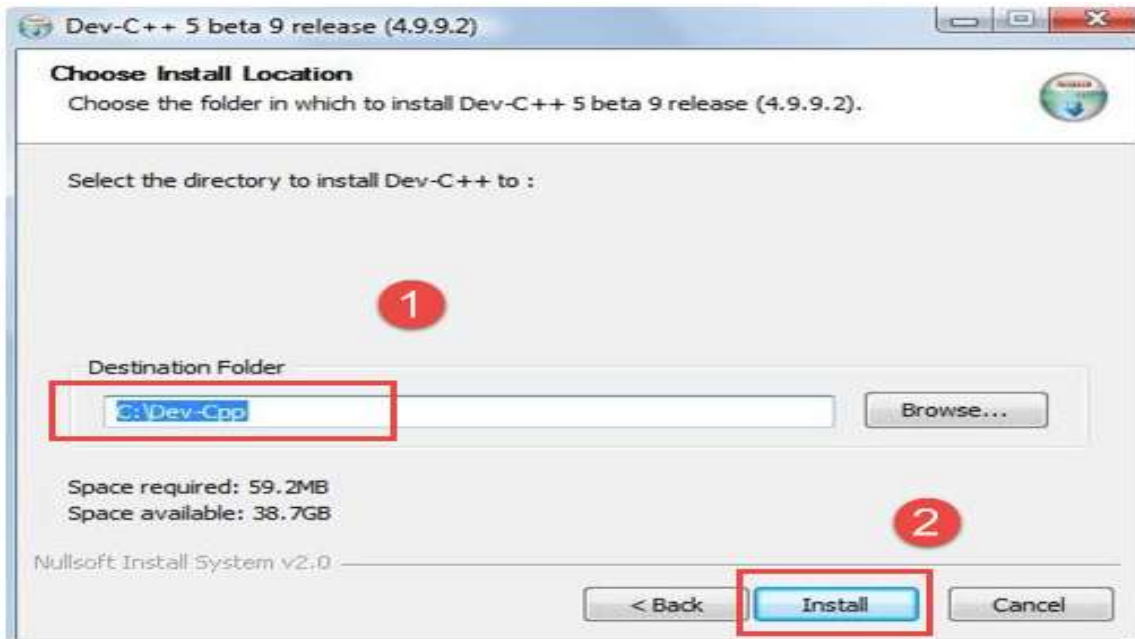 Dev-C++ 5 beta 9 release (4.9.9.2)
Choose Install Location
Choose the folder in which to install Dev-C++ 5 beta 9 release (4.9.9.2).
Select the directory to install Dev-C++ to :
1
Destination Folder
C:\Dev-Cpp
Browse...
Space required: 59.2MB
Space available: 38.7GB
2
Nullsoft Install System v2.0
< Back
Install
Cancel